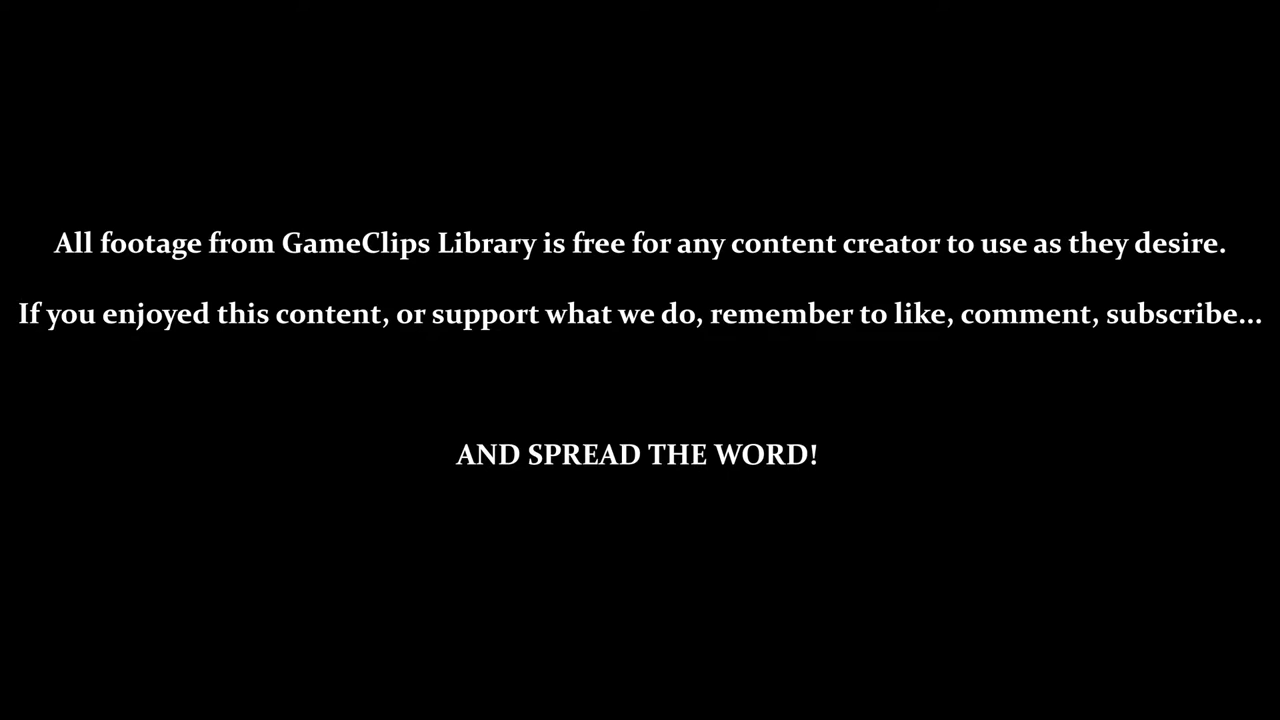 All footage from GameClips Library is free for any content creator to use as they desire.
If you enjoyed this content, or support what we do, remember to like, comment, subscribe...
AND SPREAD THE WORD!